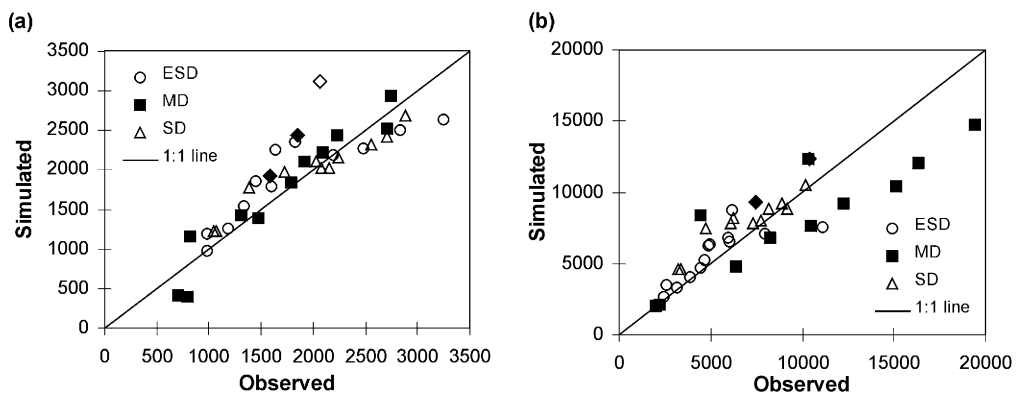 (a)
3500
3000
2500
2000
1500
1000
500
0
Simulated
ESD
MD
SD
1:1 line
0 500 1000 1500 2000 2500 3000 3500
Observed
(b)
20000
15000
10000
5000
0
Simulated
ESD
MD
SD
1:1 line
0 5000 10000 15000 20000
Observed